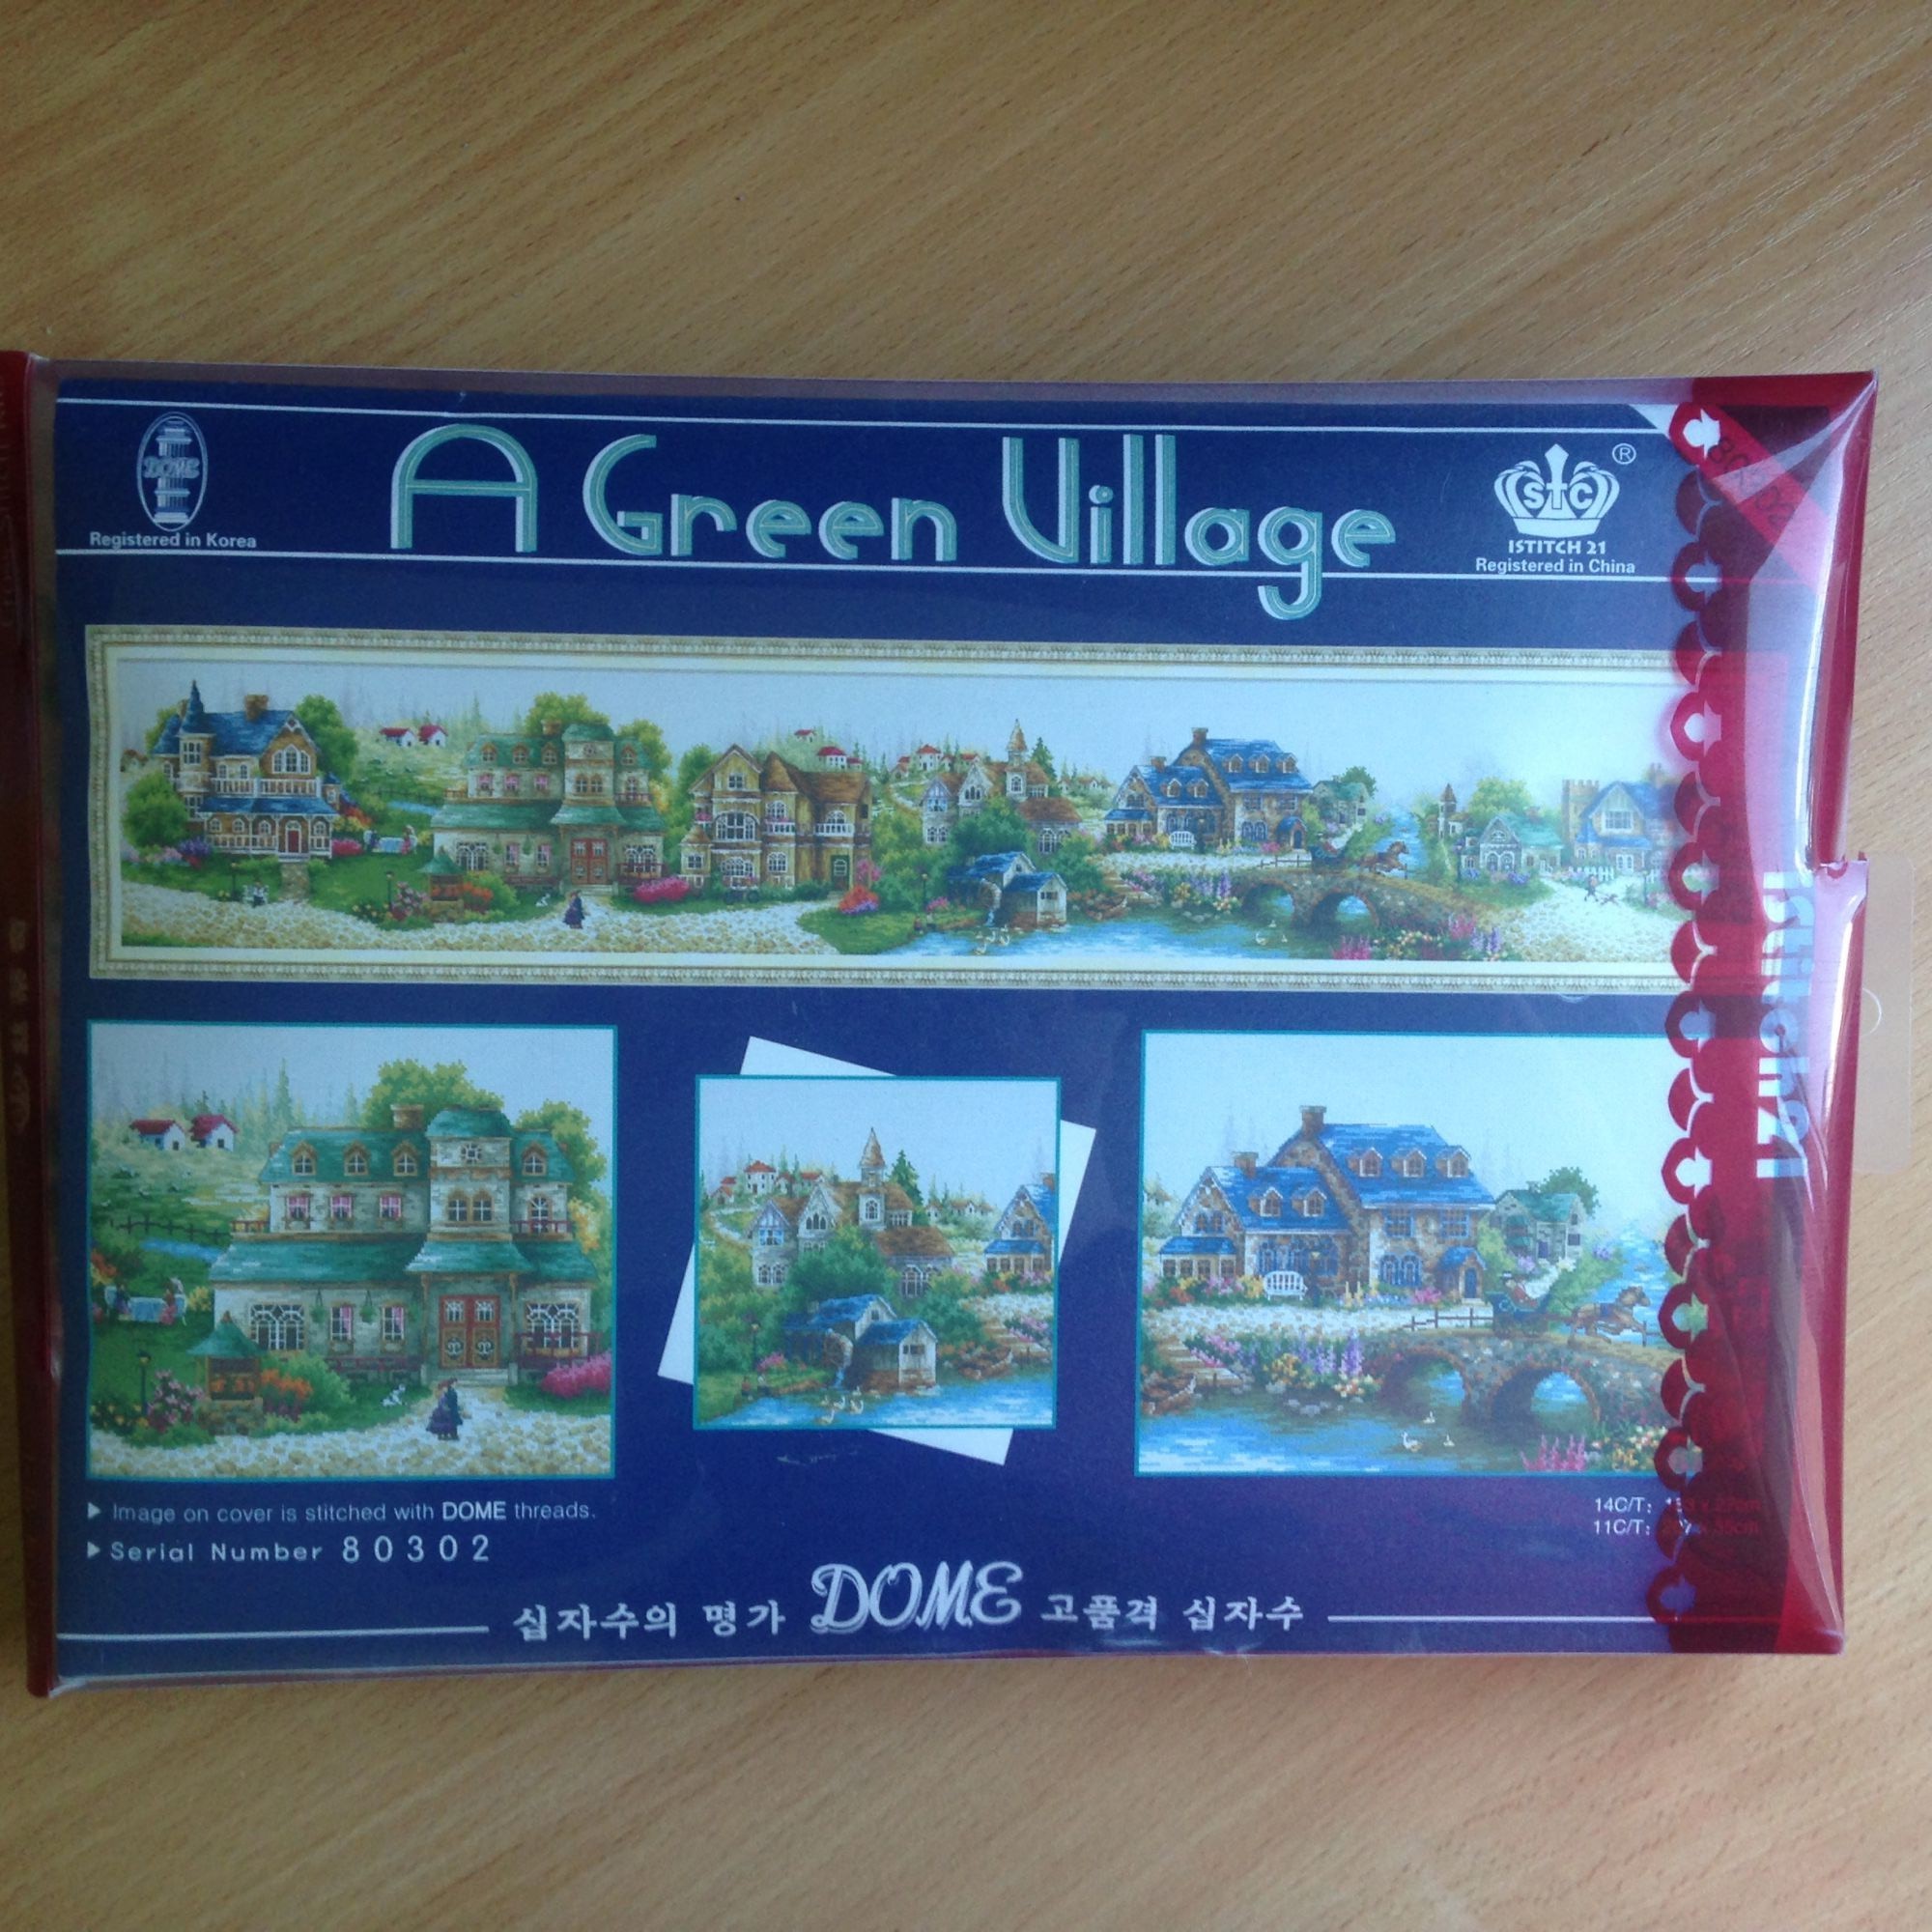 DOME
Registered in Korea
A Green Village
®
STC
ISTITCH 21
Registered in China
80302
iStitch21
▶ Image on cover is stitched with DOME threads.
▶ Serial Number 80302
14C/T:
11C/T:
십자수의 명가 DOME 고품격 십자수